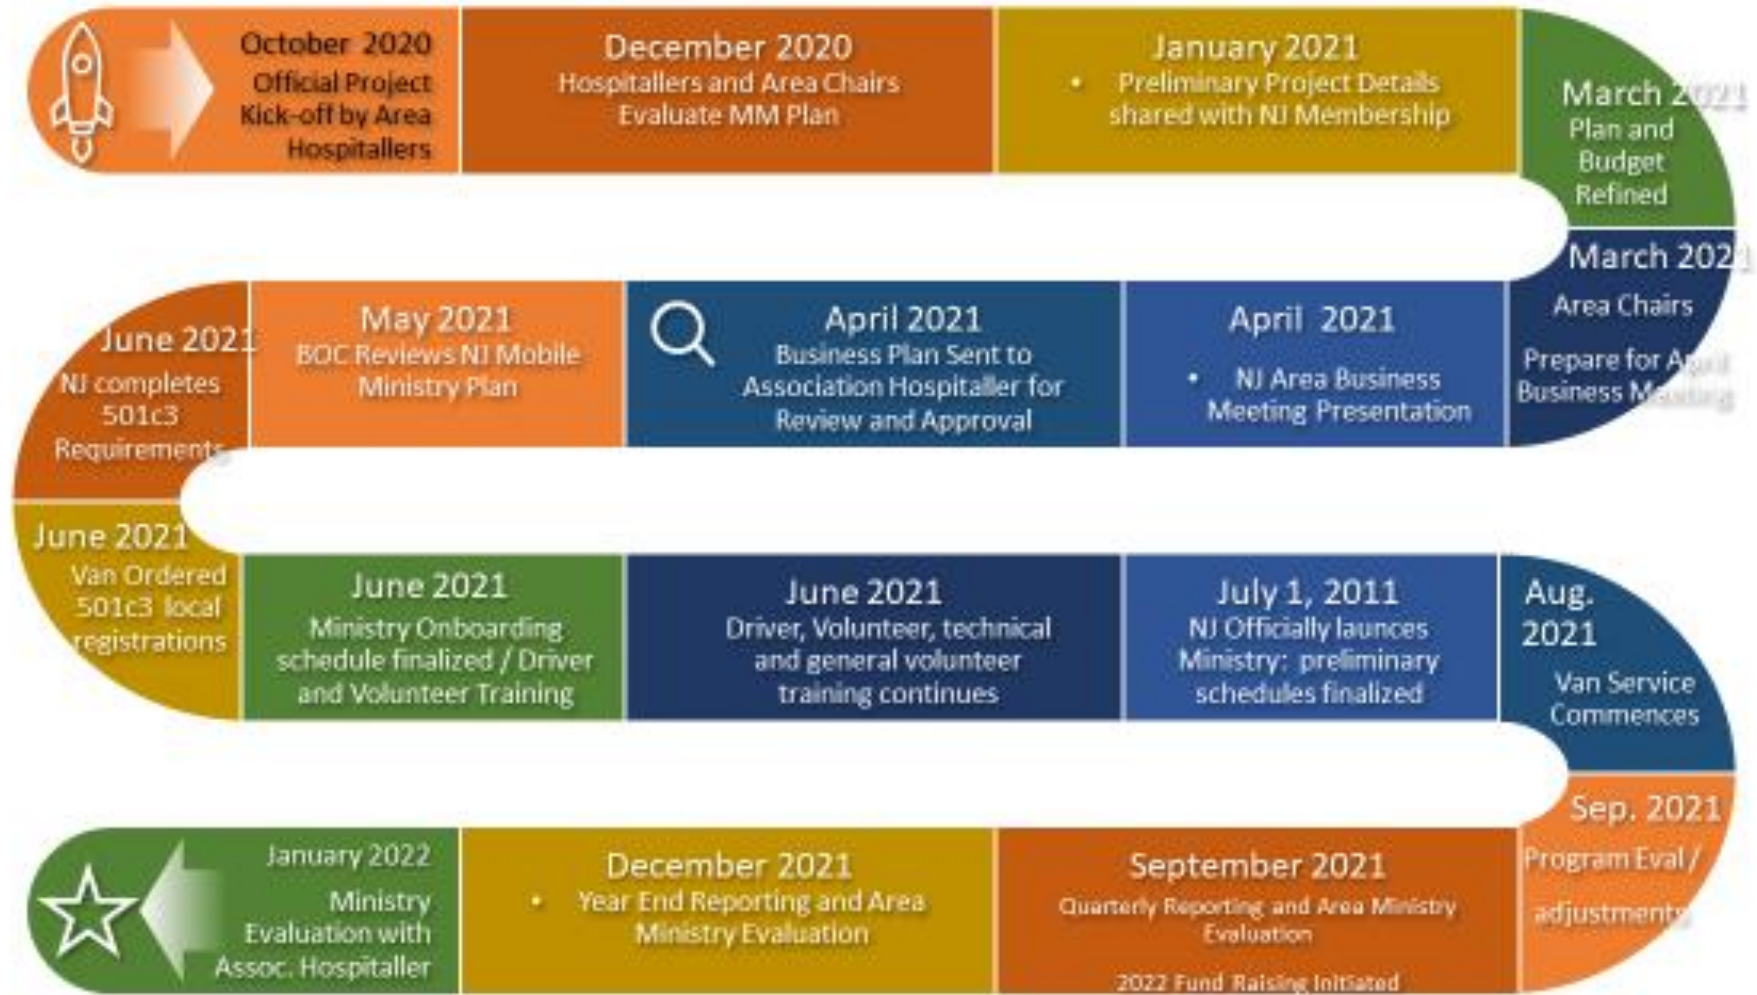 October 2020
Official Project
Kick-off by Area
Hospitallers
December 2020
Hospitallers and Area Chairs
Evaluate MM Plan
January 2021
• Preliminary Project Details
shared with NJ Membership
March 2021
Plan and
Budget
Refined
March 2021
Area Chairs
Prepare for April
Business Meeting
April 2021
• NJ Area Business
Meeting Presentation
April 2021
Business Plan Sent to
Association Hospitaller for
Review and Approval
May 2021
BOC Reviews NJ Mobile
Ministry Plan
June 2021
NJ completes
501c3
Requirements
June 2021
Van Ordered
501c3 local
registrations
June 2021
Ministry Onboarding
schedule finalized / Driver
and Volunteer Training
June 2021
Driver, Volunteer, technical
and general volunteer
training continues
July 1, 2011
NJ Officially launces
Ministry: preliminary
schedules finalized
Aug.
2021
Van Service
Commences
Sep. 2021
Program Eval/
adjustments
September 2021
Quarterly Reporting and Area Ministry
Evaluation
2022 Fund Raising Initiated
December 2021
• Year End Reporting and Area
Ministry Evaluation
January 2022
Ministry
Evaluation with
Assoc. Hospitaller